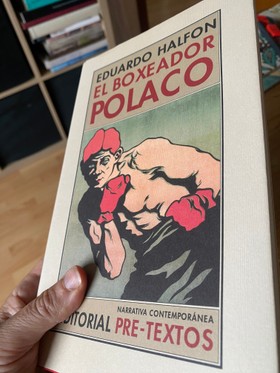 EDUARDO HALFON
EL BOXEADOR
POLACO
NARRATIVA CONTEMPORÁNEA
EDITORIAL PRE-TEXTOS